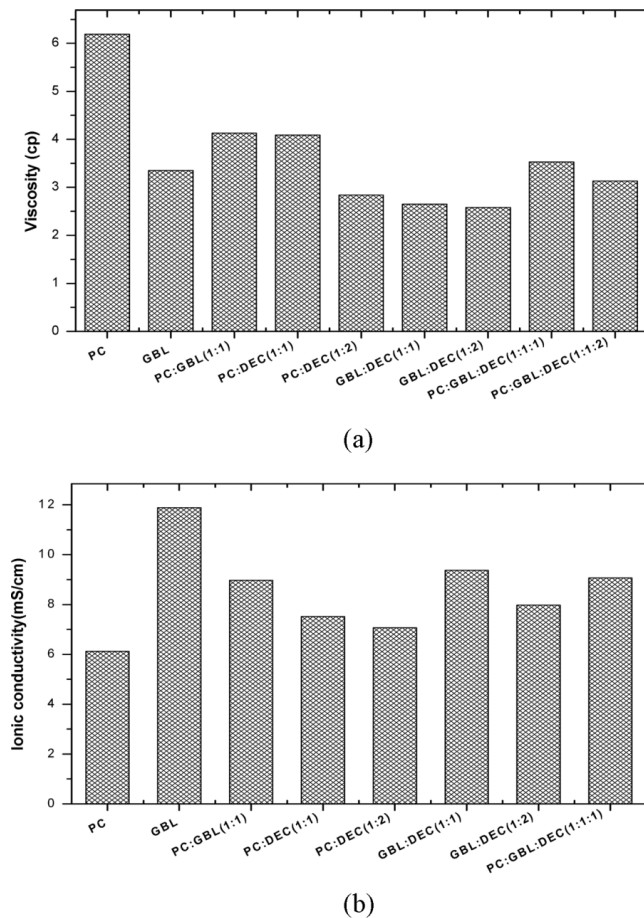 6
5
4
3
2
1
0
Viscosity (cp)
PC
GBL
PC:GBL(1:1)
PC:DEC(1:1)
PC:DEC(1:2)
GBL:DEC(1:1)
GBL:DEC(1:2)
PC:GBL:DEC(1:1:1)
PC:GBL:DEC(1:1:2)
(a)
12
10
8
6
4
2
0
Ionic conductivity(mS/cm)
PC
GBL
PC:GBL(1:1)
PC:DEC(1:1)
PC:DEC(1:2)
GBL:DEC(1:1)
GBL:DEC(1:2)
PC:GBL:DEC(1:1:1)
(b)